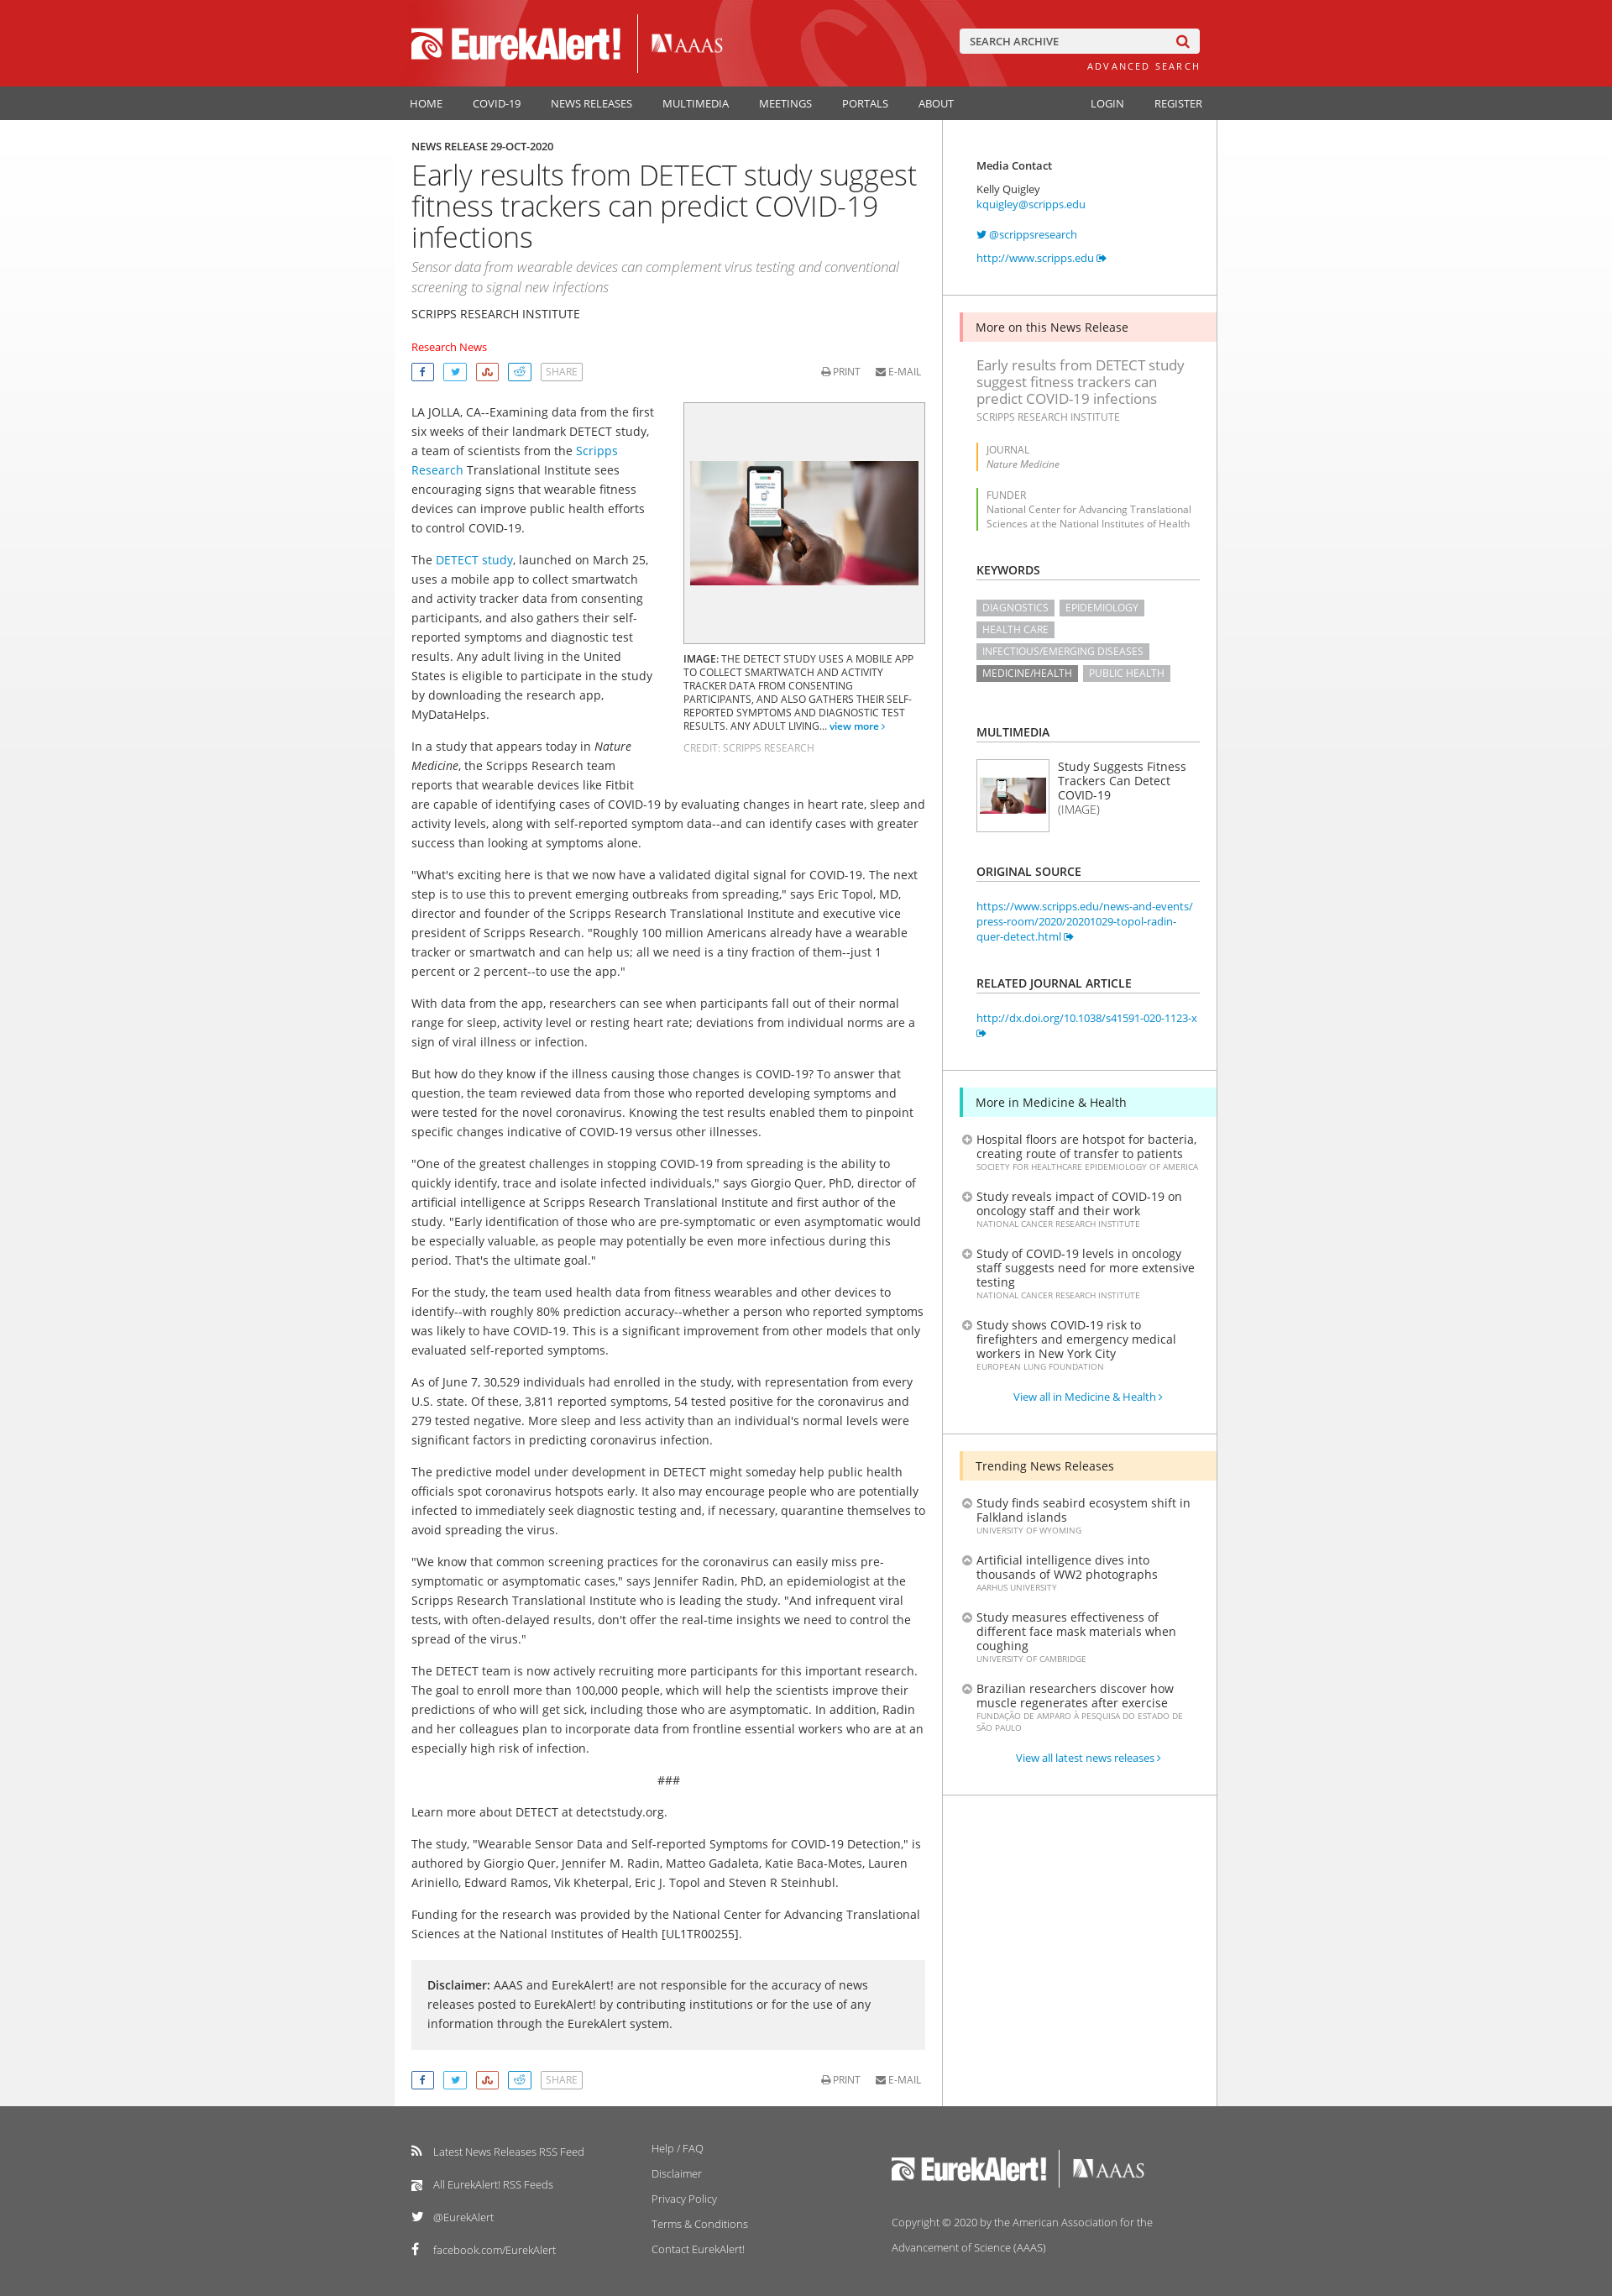 EurekAlert!
AAAS
SEARCH ARCHIVE
ADVANCED SEARCH
HOME COVID-19 NEWS RELEASES MULTIMEDIA MEETINGS PORTALS ABOUT LOGIN REGISTER
NEWS RELEASE 29-OCT-2020
Early results from DETECT study suggest
fitness trackers can predict COVID-19
infections
Sensor data from wearable devices can complement virus testing and conventional
screening to signal new infections
SCRIPPS RESEARCH INSTITUTE
Research News
SHARE
PRINT E-MAIL
LA JOLLA, CA--Examining data from the first
six weeks of their landmark DETECT study,
a team of scientists from the Scripps
Research Translational Institute sees
encouraging signs that wearable fitness
devices can improve public health efforts
to control COVID-19.
The DETECT study, launched on March 25,
uses a mobile app to collect smartwatch
and activity tracker data from consenting
participants, and also gathers their self-
reported symptoms and diagnostic test
results. Any adult living in the United
States is eligible to participate in the study
by downloading the research app,
MyDataHelps.
IMAGE: THE DETECT STUDY USES A MOBILE APP
TO COLLECT SMARTWATCH AND ACTIVITY
TRACKER DATA FROM CONSENTING
PARTICIPANTS, AND ALSO GATHERS THEIR SELF-
REPORTED SYMPTOMS AND DIAGNOSTIC TEST
RESULTS. ANY ADULT LIVING... view more
CREDIT: SCRIPPS RESEARCH
In a study that appears today in Nature
Medicine, the Scripps Research team
reports that wearable devices like Fitbit
are capable of identifying cases of COVID-19 by evaluating changes in heart rate, sleep and
activity levels, along with self-reported symptom data--and can identify cases with greater
success than looking at symptoms alone.
"What's exciting here is that we now have a validated digital signal for COVID-19. The next
step is to use this to prevent emerging outbreaks from spreading," says Eric Topol, MD,
director and founder of the Scripps Research Translational Institute and executive vice
president of Scripps Research. "Roughly 100 million Americans already have a wearable
tracker or smartwatch and can help us; all we need is a tiny fraction of them--just 1
percent or 2 percent--to use the app."
With data from the app, researchers can see when participants fall out of their normal
range for sleep, activity level or resting heart rate; deviations from individual norms are a
sign of viral illness or infection.
But how do they know if the illness causing those changes is COVID-19? To answer that
question, the team reviewed data from those who reported developing symptoms and
were tested for the novel coronavirus. Knowing the test results enabled them to pinpoint
specific changes indicative of COVID-19 versus other illnesses.
"One of the greatest challenges in stopping COVID-19 from spreading is the ability to
quickly identify, trace and isolate infected individuals," says Giorgio Quer, PhD, director of
artificial intelligence at Scripps Research Translational Institute and first author of the
study. "Early identification of those who are pre-symptomatic or even asymptomatic would
be especially valuable, as people may potentially be even more infectious during this
period. That's the ultimate goal."
For the study, the team used health data from fitness wearables and other devices to
identify--with roughly 80% prediction accuracy--whether a person who reported symptoms
was likely to have COVID-19. This is a significant improvement from other models that only
evaluated self-reported symptoms.
As of June 7, 30,529 individuals had enrolled in the study, with representation from every
U.S. state. Of these, 3,811 reported symptoms, 54 tested positive for the coronavirus and
279 tested negative. More sleep and less activity than an individual's normal levels were
significant factors in predicting coronavirus infection.
The predictive model under development in DETECT might someday help public health
officials spot coronavirus hotspots early. It also may encourage people who are potentially
infected to immediately seek diagnostic testing and, if necessary, quarantine themselves to
avoid spreading the virus.
"We know that common screening practices for the coronavirus can easily miss pre-
symptomatic or asymptomatic cases," says Jennifer Radin, PhD, an epidemiologist at the
Scripps Research Translational Institute who is leading the study. "And infrequent viral
tests, with often-delayed results, don't offer the real-time insights we need to control the
spread of the virus."
The DETECT team is now actively recruiting more participants for this important research.
The goal to enroll more than 100,000 people, which will help the scientists improve their
predictions of who will get sick, including those who are asymptomatic. In addition, Radin
and her colleagues plan to incorporate data from frontline essential workers who are at an
especially high risk of infection.
###
Learn more about DETECT at detectstudy.org.
The study, "Wearable Sensor Data and Self-reported Symptoms for COVID-19 Detection," is
authored by Giorgio Quer, Jennifer M. Radin, Matteo Gadaleta, Katie Baca-Motes, Lauren
Ariniello, Edward Ramos, Vik Kheterpal, Eric J. Topol and Steven R Steinhubl.
Funding for the research was provided by the National Center for Advancing Translational
Sciences at the National Institutes of Health [UL1TR00255].
Disclaimer: AAAS and EurekAlert! are not responsible for the accuracy of news
releases posted to EurekAlert! by contributing institutions or for the use of any
information through the EurekAlert system.
SHARE
PRINT E-MAIL
Media Contact
Kelly Quigley
kquigley@scripps.edu
@scrippsresearch
http://www.scripps.edu
More on this News Release
Early results from DETECT study
suggest fitness trackers can
predict COVID-19 infections
SCRIPPS RESEARCH INSTITUTE
JOURNAL
Nature Medicine
FUNDER
National Center for Advancing Translational
Sciences at the National Institutes of Health
KEYWORDS
DIAGNOSTICS EPIDEMIOLOGY
HEALTH CARE
INFECTIOUS/EMERGING DISEASES
MEDICINE/HEALTH PUBLIC HEALTH
MULTIMEDIA
Study Suggests Fitness
Trackers Can Detect
COVID-19
(IMAGE)
ORIGINAL SOURCE
https://www.scripps.edu/news-and-events/
press-room/2020/20201029-topol-radin-
quer-detect.html
RELATED JOURNAL ARTICLE
http://dx.doi.org/10.1038/s41591-020-1123-x
More in Medicine & Health
Hospital floors are hotspot for bacteria,
creating route of transfer to patients
SOCIETY FOR HEALTHCARE EPIDEMIOLOGY OF AMERICA
Study reveals impact of COVID-19 on
oncology staff and their work
NATIONAL CANCER RESEARCH INSTITUTE
Study of COVID-19 levels in oncology
staff suggests need for more extensive
testing
NATIONAL CANCER RESEARCH INSTITUTE
Study shows COVID-19 risk to
firefighters and emergency medical
workers in New York City
EUROPEAN LUNG FOUNDATION
View all in Medicine & Health
Trending News Releases
Study finds seabird ecosystem shift in
Falkland islands
UNIVERSITY OF WYOMING
Artificial intelligence dives into
thousands of WW2 photographs
AARHUS UNIVERSITY
Study measures effectiveness of
different face mask materials when
coughing
UNIVERSITY OF CAMBRIDGE
Brazilian researchers discover how
muscle regenerates after exercise
FUNDAÇÃO DE AMPARO À PESQUISA DO ESTADO DE
SÃO PAULO
View all latest news releases
Latest News Releases RSS Feed
All EurekAlert! RSS Feeds
@EurekAlert
facebook.com/EurekAlert
Help / FAQ
Disclaimer
Privacy Policy
Terms & Conditions
Contact EurekAlert!
EurekAlert!
AAAS
Copyright © 2020 by the American Association for the
Advancement of Science (AAAS)